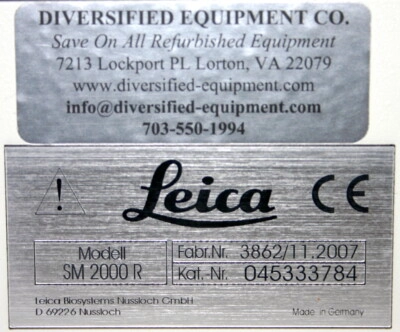 DIVERSIFIED EQUIPMENT CO.
Save On All Refurbished Equipment
7213 Lockport PL Lorton, VA 22079
www.diversified-equipment.com
info@diversified-equipment.com
703-550-1994
! Leica CE
Modell
SM 2000 R
Fabr.Nr. 3862/11.2007
Kat.-Nr. 045333784
Leica Biosystems Nussloch GmbH
D 69226 Nussloch
Made in Germany